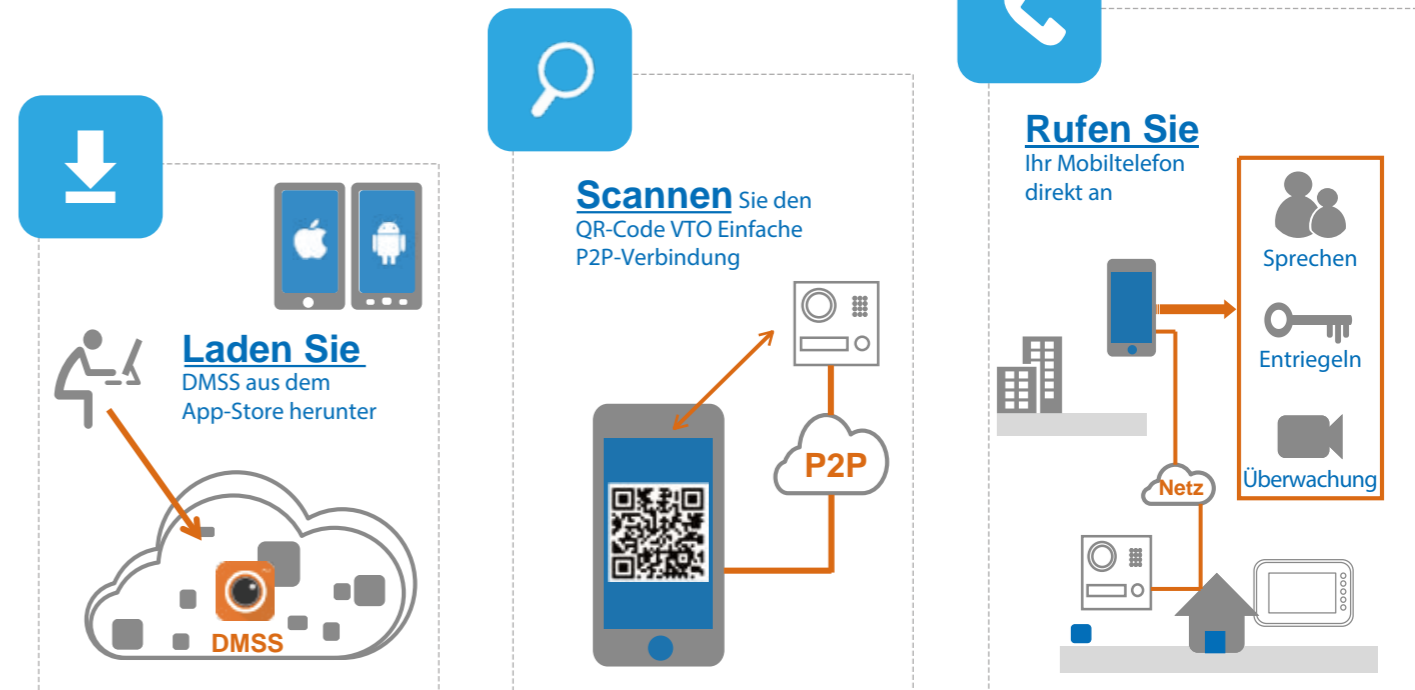 Laden Sie
DMSS aus dem
App-Store herunter
DMSS
Scannen Sie den
QR-Code VTO Einfache
P2P-Verbindung
P2P
Rufen Sie
Ihr Mobiltelefon
direkt an
Sprechen
Entriegeln
Überwachung
Netz